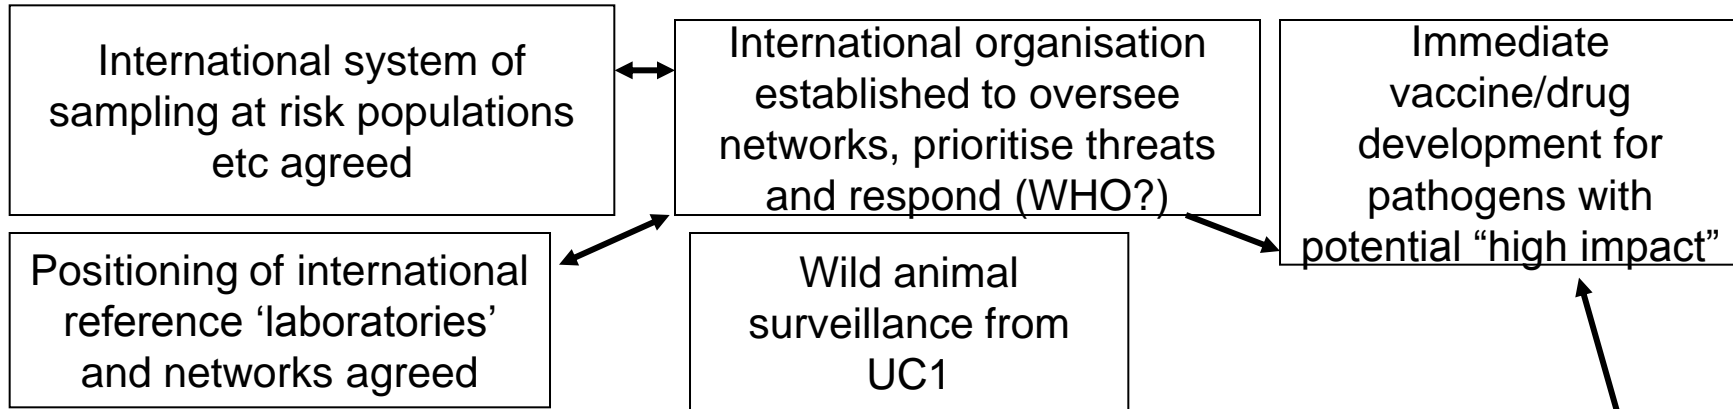 International system of
sampling at risk populations
etc agreed
International organisation
established to oversee
networks, prioritise threats
and respond (WHO?)
Immediate
vaccine/drug
development for
pathogens with
potential “high impact”
Positioning of international
reference ‘laboratories’
and networks agreed
Wild animal
surveillance from
UC1